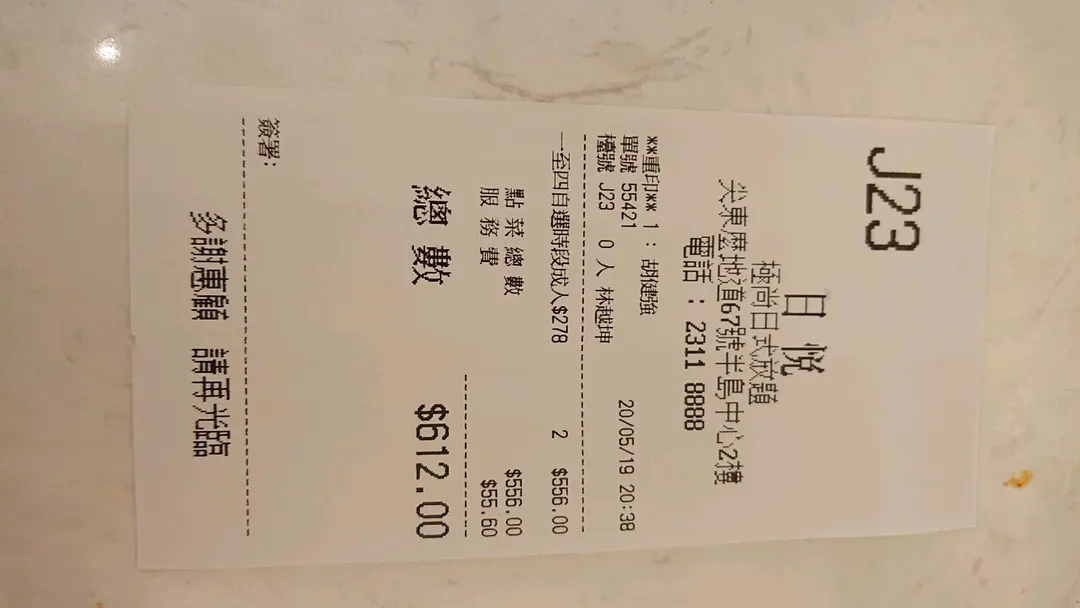 J23
日悅
極尚日式放題
尖東麼地道67號半島中心2樓
電話 : 2311 8888
**重印** 1 : 胡健強
單號 55421 20/05/19 20:38
檯號 J23 0 人 林越坤
一至四自選時段成人$278 2 $556.00
點菜總數 $556.00
服務費 $55.60
總數 $612.00
簽署:
多謝惠顧 請再光臨